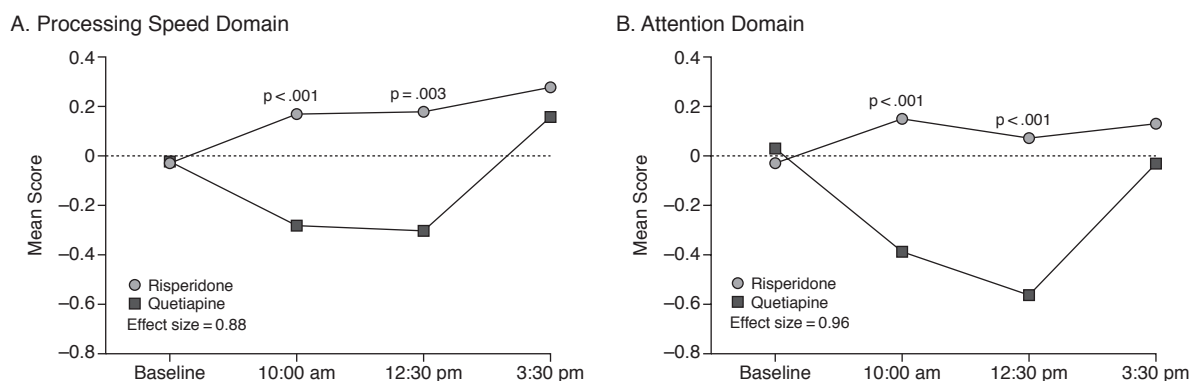 A. Processing Speed Domain
0.4
0.2
0
–0.2
–0.4
–0.6
–0.8
Mean Score
p < .001
p = .003
Risperidone
Quetiapine
Effect size = 0.88
Baseline
10:00 am
12:30 pm
3:30 pm
B. Attention Domain
0.4
0.2
0
–0.2
–0.4
–0.6
–0.8
Mean Score
p < .001
p < .001
Risperidone
Quetiapine
Effect size = 0.96
Baseline
10:00 am
12:30 pm
3:30 pm